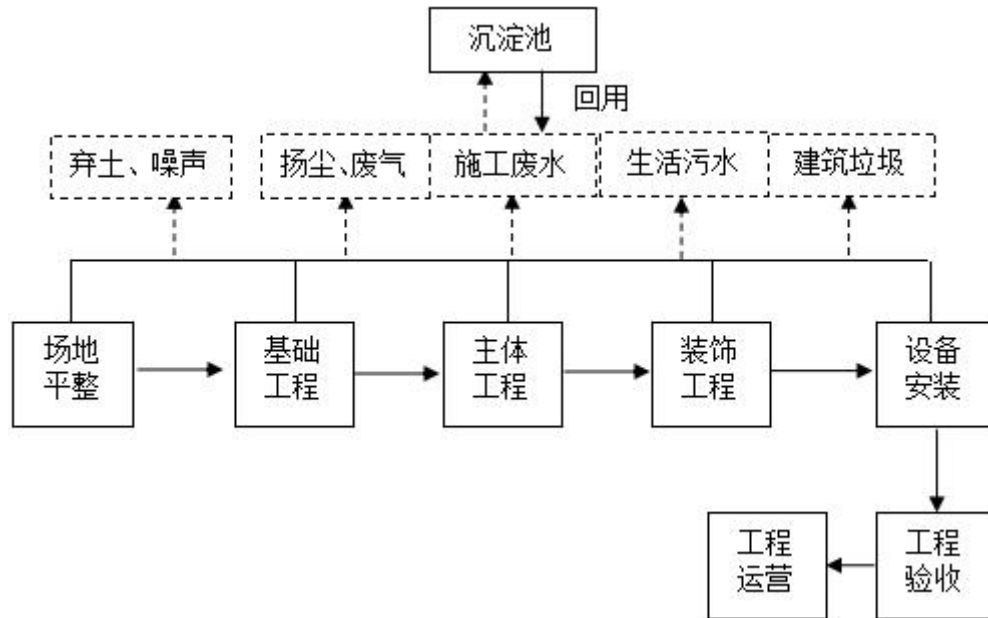 沉淀池
回用
弃土、噪声
扬尘、废气
施工废水
生活污水
建筑垃圾
场地
平整
基础
工程
主体
工程
装饰
工程
设备
安装
工程
运营
工程
验收